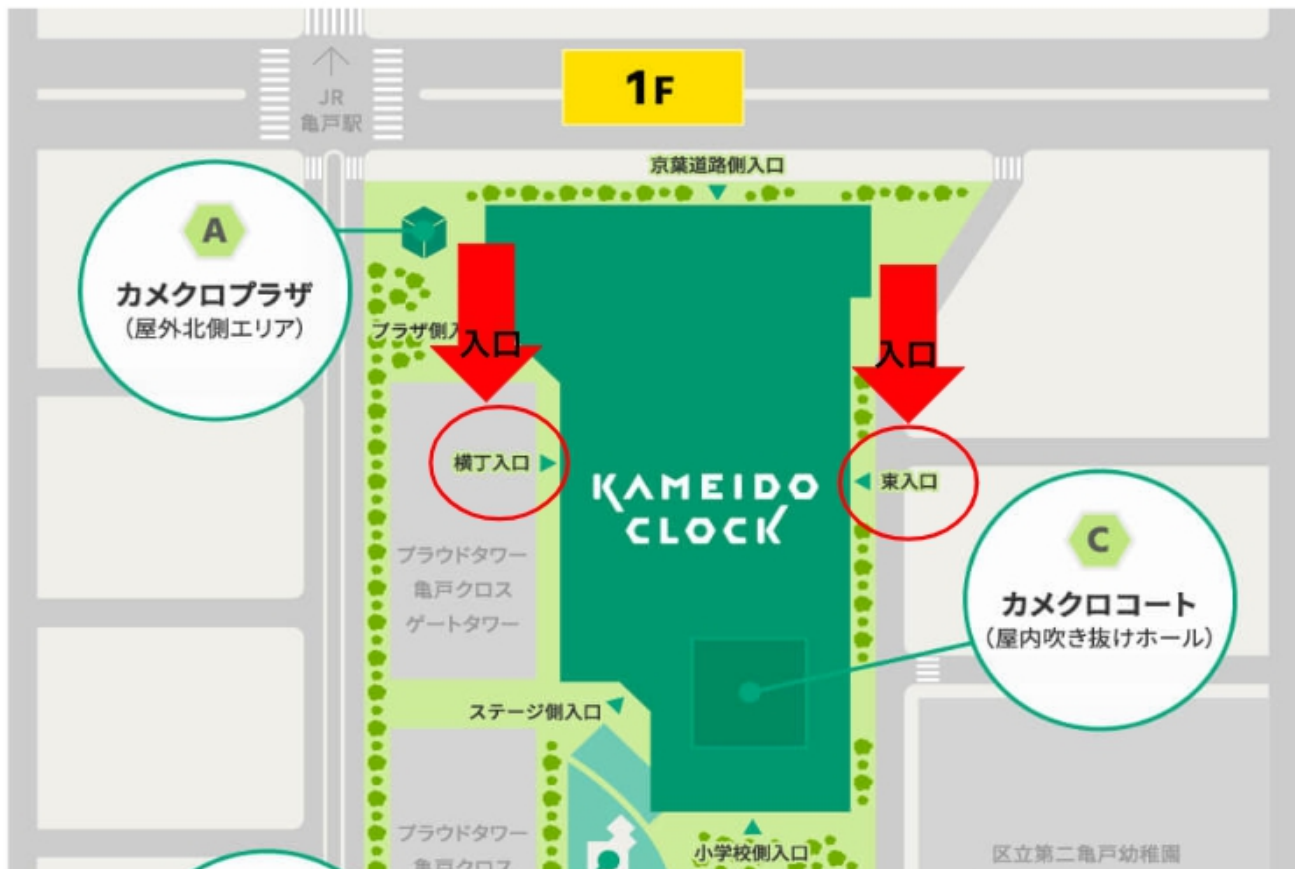 1F
JR
亀戸駅
京葉道路側入口
A
カメクロプラザ
(屋外北側エリア)
プラザ側入
入口
入口
横丁入口
KAMEIDO
CLOCK
東入口
プラウドタワー
亀戸クロス
ゲートタワー
C
カメクロコート
(屋内吹き抜けホール)
ステージ側入口
プラウドタワー
亀戸クロス
小学校側入口
区立第二亀戸幼稚園